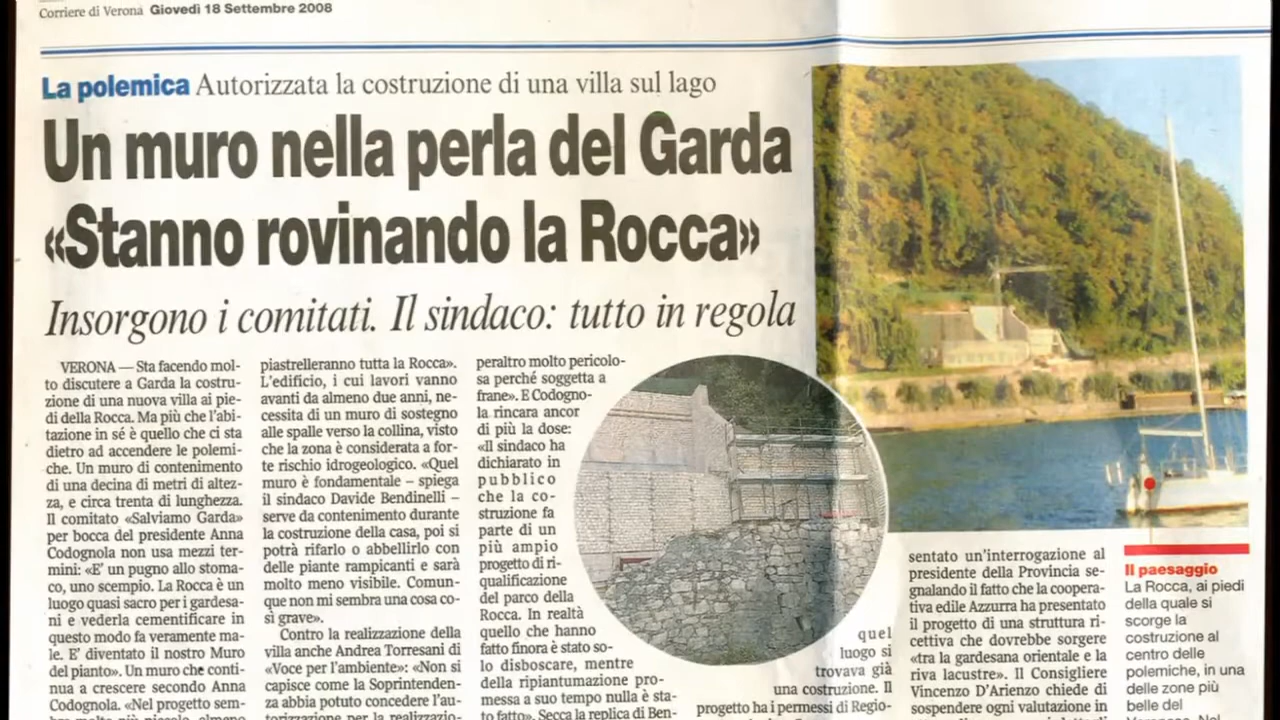 Corriere di Verona Giovedì 18 Settembre 2008
La polemica Autorizzata la costruzione di una villa sul lago
Un muro nella perla del Garda
«Stanno rovinando la Rocca»
Insorgono i comitati. Il sindaco: tutto in regola
VERONA — Sta facendo mol-
to discutere a Garda la costru-
zione di una nuova villa ai pie-
di della Rocca. Ma più che l'abi-
tazione in sé è quello che ci sta
dietro ad accendere le polemi-
che. Un muro di contenimento
di una decina di metri di altez-
za, e circa trenta di lunghezza.
Il comitato «Salviamo Garda»
per bocca del presidente Anna
Codognola non usa mezzi ter-
mini: «E' un pugno allo stoma-
co, uno scempio. La Rocca è un
luogo quasi sacro per i gardesa-
ni e vederla cementificare in
questo modo fa veramente ma-
le. E' diventato il nostro Muro
del pianto». Un muro che conti-
nua a crescere secondo Anna
Codognola. «Nel progetto sem-
piastrelleranno tutta la Rocca».
L'edificio, i cui lavori vanno
avanti da almeno due anni, ne-
cessita di un muro di sostegno
alle spalle verso la collina, visto
che la zona è considerata a for-
te rischio idrogeologico. «Quel
muro è fondamentale – spiega
il sindaco Davide Bendinelli –
serve da contenimento durante
la costruzione della casa, poi si
potrà rifarlo o abbellirlo con
delle piante rampicanti e sarà
molto meno visibile. Comun-
que non mi sembra una cosa co-
sì grave».
Contro la realizzazione della
villa anche Andrea Torresani di
«Voce per l'ambiente»: «Non si
capisce come la Soprintenden-
za abbia potuto concedere l'au-
torizzazione per la realizzazio-
peraltro molto pericolo-
sa perché soggetta a
frane». E Codogno-
la rincara ancor
di più la dose:
«Il sindaco ha
dichiarato in
pubblico
che la co-
struzione fa
parte di un
più ampio
progetto di ri-
qualificazione
del parco della
Rocca. In realtà
quello che hanno
fatto finora è stato so-
lo disboscare, mentre
della ripiantumazione pro-
messa a suo tempo nulla è sta-
to fatto». Secca la replica di Ben-
quel
luogo si
trovava già
una costruzione. Il
progetto ha i permessi di Regio-
sentato un'interrogazione al
presidente della Provincia se-
gnalando il fatto che la coopera-
tiva edile Azzurra ha presentato
il progetto di una struttura ri-
cettiva che dovrebbe sorgere
«tra la gardesana orientale e la
riva lacustre». Il Consigliere
Vincenzo D'Arienzo chiede di
sospendere ogni valutazione in
Il paesaggio
La Rocca, ai piedi
della quale si
scorge la
costruzione al
centro delle
polemiche, in una
delle zone più
belle del